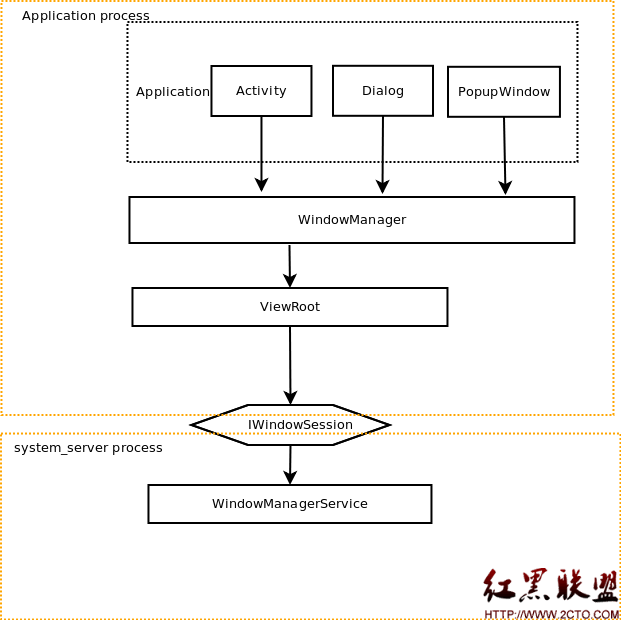 Application process
Application
Activity
Dialog
PopupWindow
WindowManager
ViewRoot
IWindowSession
system_server process
WindowManagerService
红黑联盟
HTTP://WWW.2CTO.COM